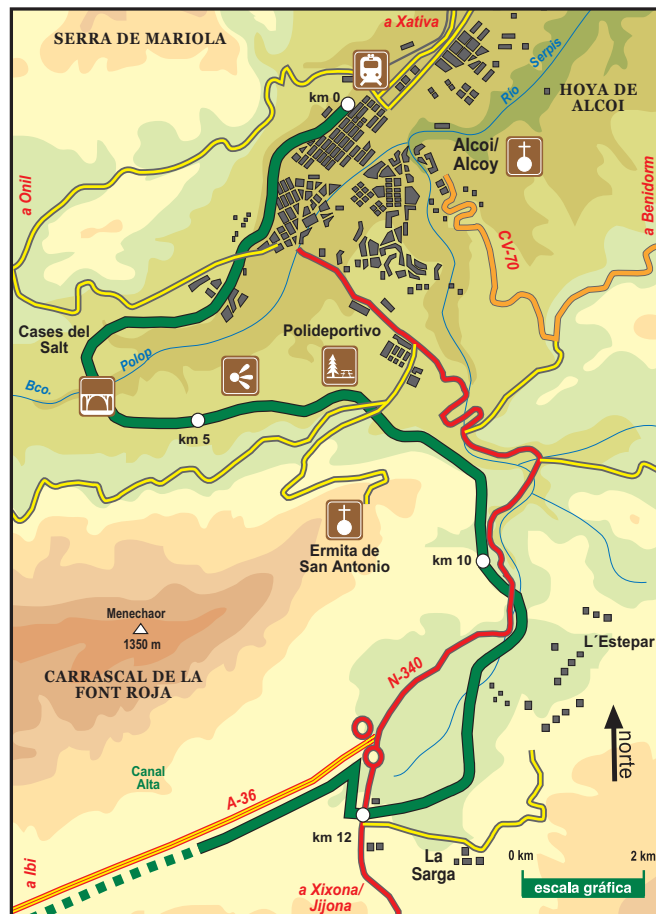 a Xativa
SERRA DE MARIOLA
Río Serpis
HOYA DE
ALCOI
km 0
Alcoi/
Alcoy
a Onil
CV-70
a Benidorm
Cases del
Salt
Polideportivo
Bco. Polop
km 5
Ermita de
San Antonio
km 10
Menechaor
1350 m
L´Estepar
CARRASCAL DE LA
FONT ROJA
N-340
norte
Canal
Alta
A-36
km 12
La
Sarga
0 km 2 km
a Ibi
escala gráfica
a Xixona/
Jijona